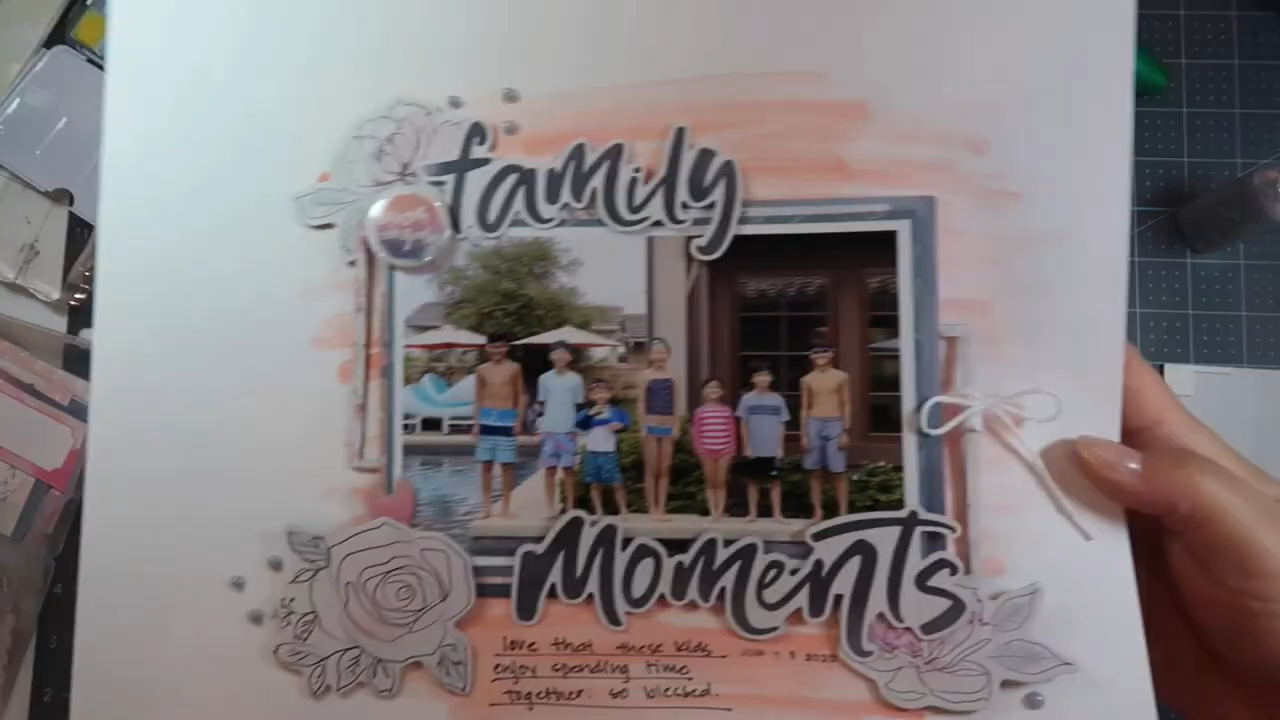 family
Moments
love that these kids
enjoy spending time
together. so blessed.